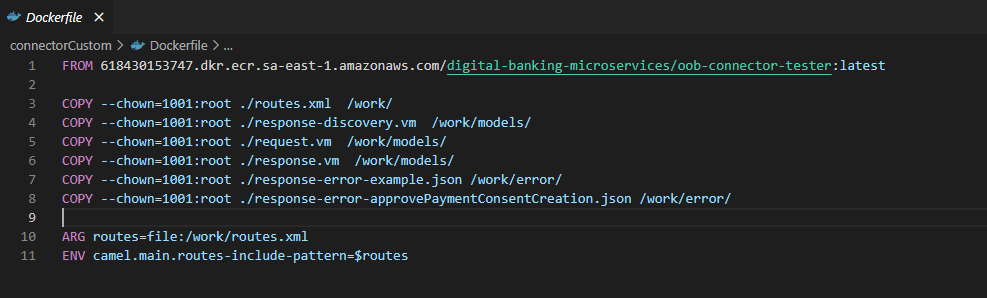 Dockerfile ×
connectorCustom > Dockerfile > ...
1 FROM 618430153747.dkr.ecr.sa-east-1.amazonaws.com/digital-banking-microservices/oob-connector-tester:latest
2
3 COPY --chown=1001:root ./routes.xml  /work/
4 COPY --chown=1001:root ./response-discovery.vm  /work/models/
5 COPY --chown=1001:root ./request.vm  /work/models/
6 COPY --chown=1001:root ./response.vm  /work/models/
7 COPY --chown=1001:root ./response-error-example.json /work/error/
8 COPY --chown=1001:root ./response-error-approvePaymentConsentCreation.json /work/error/
9
10 ARG routes=file:/work/routes.xml
11 ENV camel.main.routes-include-pattern=$routes